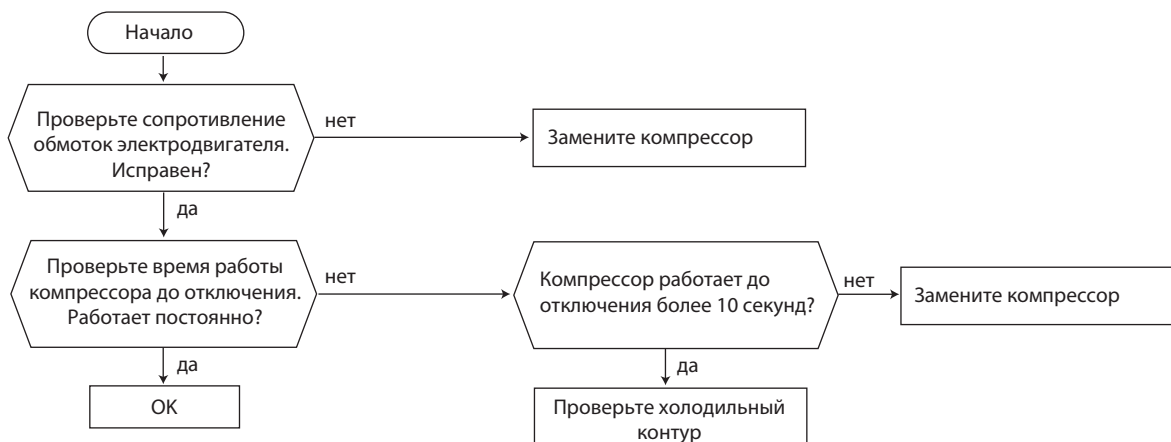 Начало
Проверьте сопротивление
обмоток электродвигателя.
Исправен?
нет
Замените компрессор
да
Проверьте время работы
компрессора до отключения.
Работает постоянно?
нет
Компрессор работает до
отключения более 10 секунд?
нет
Замените компрессор
да
OK
да
Проверьте холодильный
контур